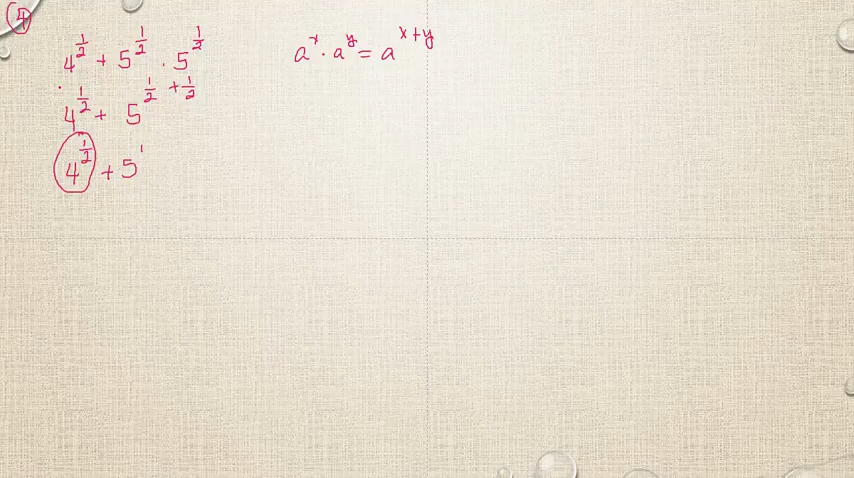 (4)
4^{1/2} + 5^{1/2} · 5^{1/2}
a^x · a^y = a^{x+y}
4^{1/2} + 5^{1/2 + 1/2}
4^{1/2} + 5^1